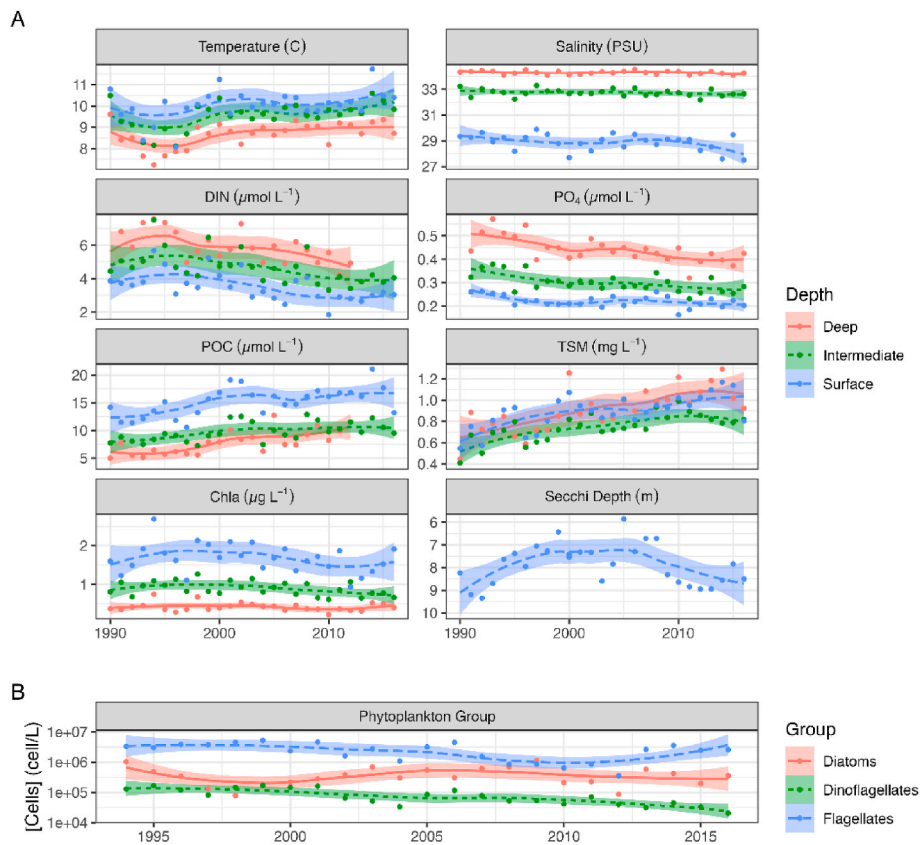 A
Temperature (C)
Salinity (PSU)
11
10
9
8
33
31
29
27
DIN (μmol L⁻¹)
PO₄ (μmol L⁻¹)
6
4
2
0.5
0.4
0.3
0.2
POC (μmol L⁻¹)
TSM (mg L⁻¹)
20
15
10
5
1.2
1.0
0.8
0.6
0.4
Chla (μg L⁻¹)
Secchi Depth (m)
2
1
6
7
8
9
10
1990
2000
2010
1990
2000
2010
Depth
Deep
Intermediate
Surface
B
Phytoplankton Group
[Cells] (cell/L)
1e+07
1e+06
1e+05
1e+04
1995
2000
2005
2010
2015
Group
Diatoms
Dinoflagellates
Flagellates